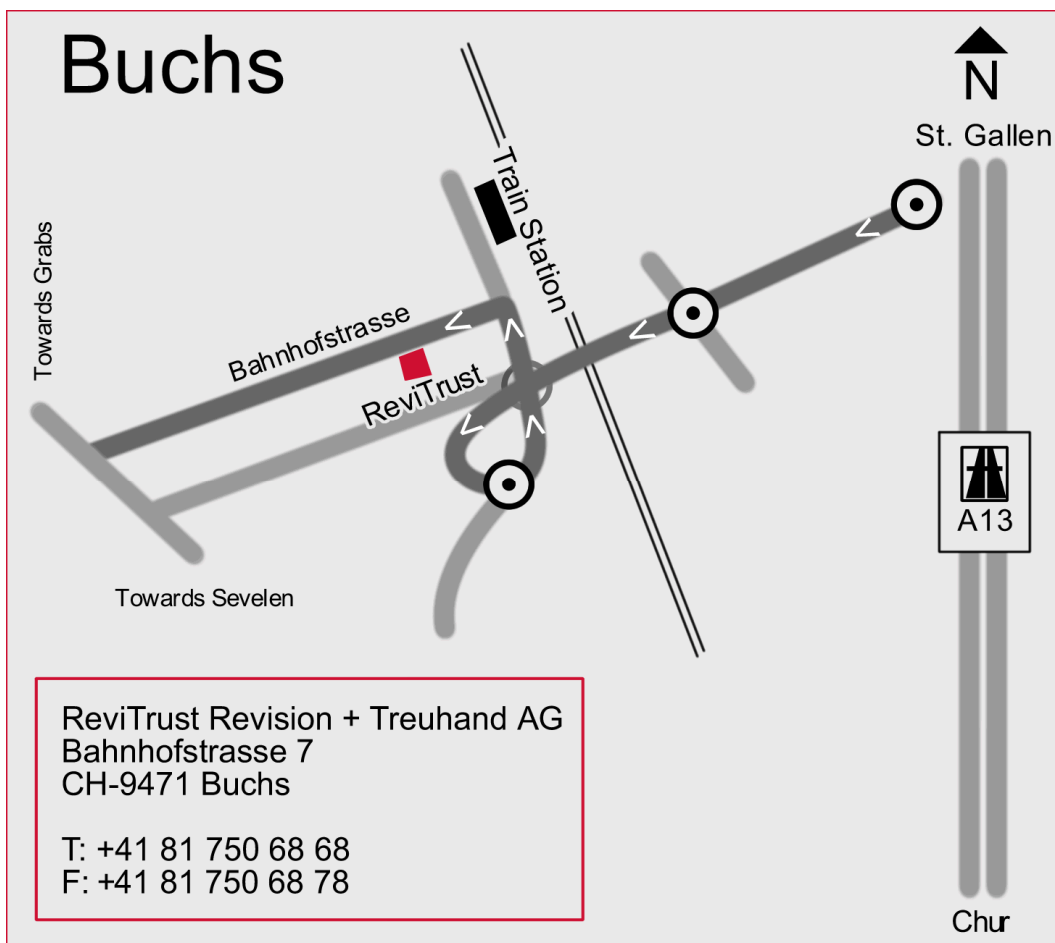 Buchs
N
St. Gallen
Train Station
Towards Grabs
Bahnhofstrasse
ReviTrust
A13
Towards Sevelen
ReviTrust Revision + Treuhand AG
Bahnhofstrasse 7
CH-9471 Buchs
T: +41 81 750 68 68
F: +41 81 750 68 78
Chur